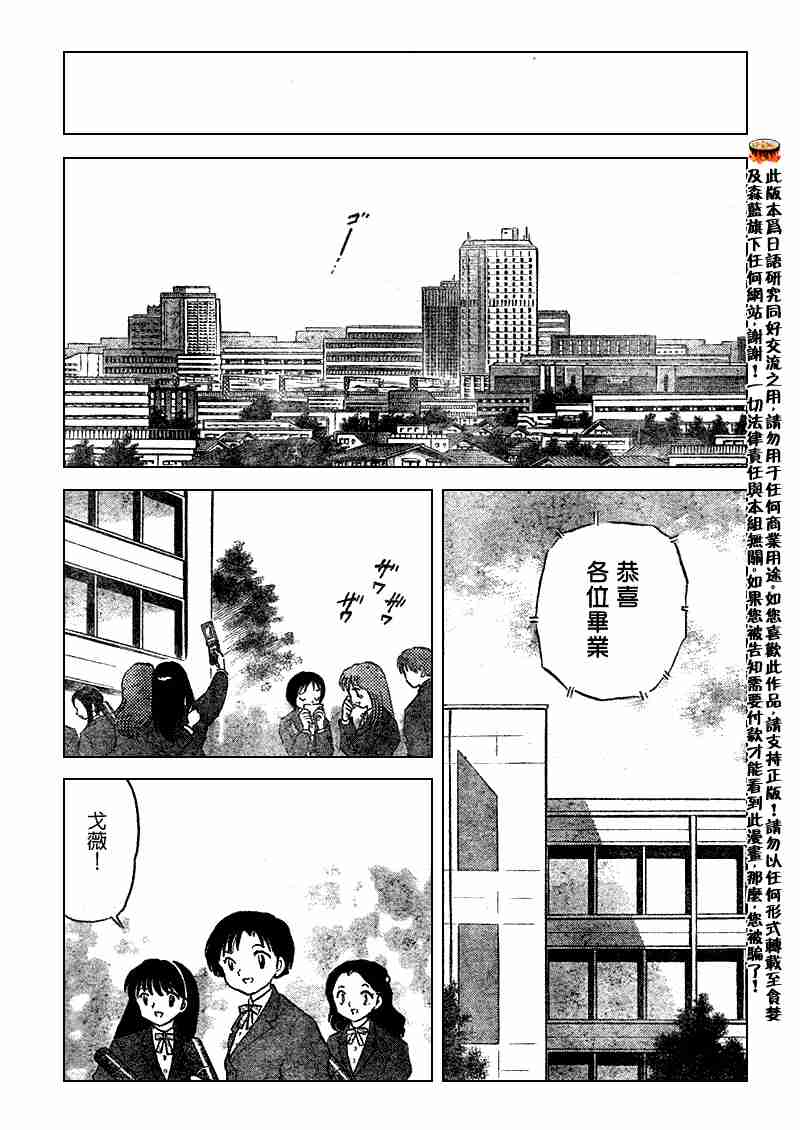 ゴー
恭喜
各位畢業
ザワ
ザワ
戈薇！
此版本爲日語研究同好交流之用，請勿用于任何商業用途。如您喜歡此作品，請支持正版！請勿以任何形式轉載至貪婪
及森藍旗下任何網站，謝謝！一切法律責任與本組無關。如果您被告知需要付款才能看到此漫畫，那麼，您被騙了！